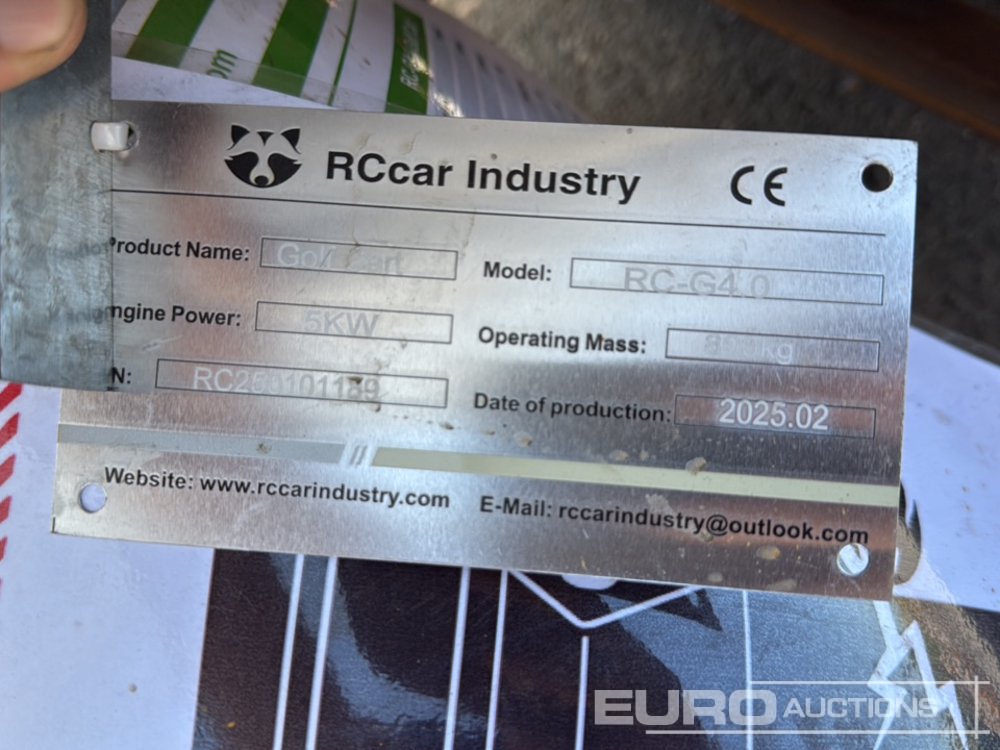 RCcar Industry CE
Product Name: Golf Cart
Model: RC-G4.0
Engine Power: 5KW
Operating Mass:
N:
Date of production: 2025.02
Website: www.rccarindustry.com
E-Mail: rccarindustry@outlook.com
EURO AUCTIONS